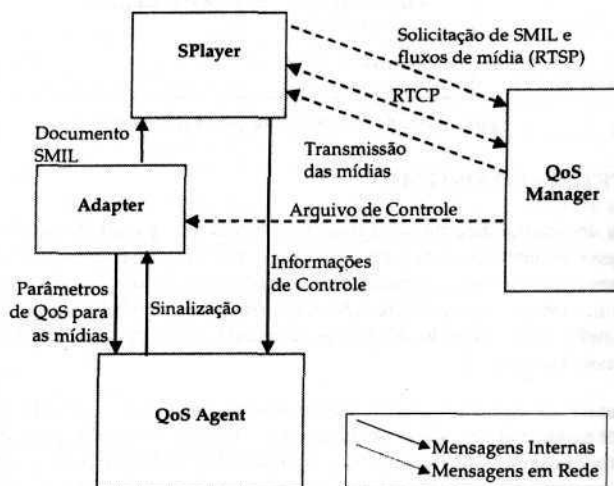 SPlayer
Solicitação de SMIL e
fluxos de mídia (RTSP)
RTCP
Transmissão
das mídias
Documento
SMIL
QoS
Manager
Adapter
Arquivo de Controle
Parâmetros
de QoS para
as mídias
Sinalização
Informações
de Controle
QoS Agent
Mensagens Internas
Mensagens em Rede